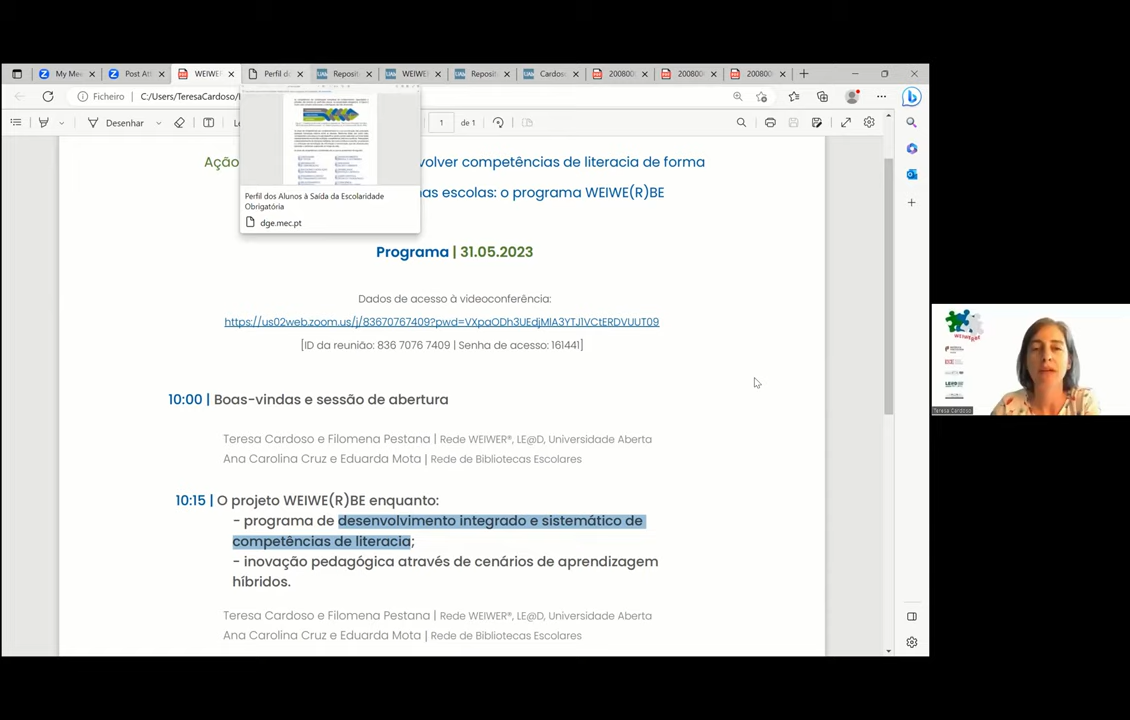 My Me
Post Att
WEIWE
Perfil d
Reposit
WEIWE
Reposit
Cardos
200800
200800
200800
Ficheiro
C:/Users/TeresaCardoso/
Desenhar
1
de 1
Perfil dos Alunos à Saída da Escolaridade
Obrigatória
dge.mec.pt
Ação
volver competências de literacia de forma
nas escolas: o programa WEIWE(R)BE
Programa | 31.05.2023
Dados de acesso à videoconferência:
https://us02web.zoom.us/j/83670767409?pwd=VXpaODh3UEdjMlA3YTJ1VCtERDVUUT09
[ID da reunião: 836 7076 7409 | Senha de acesso: 161441]
10:00 | Boas-vindas e sessão de abertura
Teresa Cardoso e Filomena Pestana | Rede WEIWER®, LE@D, Universidade Aberta
Ana Carolina Cruz e Eduarda Mota | Rede de Bibliotecas Escolares
10:15 | O projeto WEIWE(R)BE enquanto:
- programa de desenvolvimento integrado e sistemático de
competências de literacia;
- inovação pedagógica através de cenários de aprendizagem
híbridos.
Teresa Cardoso e Filomena Pestana | Rede WEIWER®, LE@D, Universidade Aberta
Ana Carolina Cruz e Eduarda Mota | Rede de Bibliotecas Escolares
Teresa Cardoso